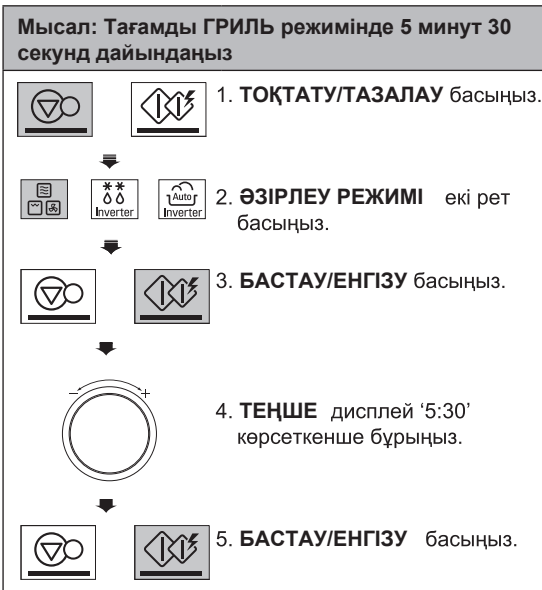 Мысал: Тағамды ГРИЛЬ режимінде 5 минут 30
секунд дайындаңыз
1. ТОҚТАТУ/ТАЗАЛАУ басыңыз.
Inverter
Auto
Inverter
2. ӘЗІРЛЕУ РЕЖИМІ екі рет
басыңыз.
3. БАСТАУ/ЕНГІЗУ басыңыз.
– +
4. ТЕҢШЕ дисплей ‘5:30’
көрсеткенше бұрыңыз.
5. БАСТАУ/ЕНГІЗУ басыңыз.